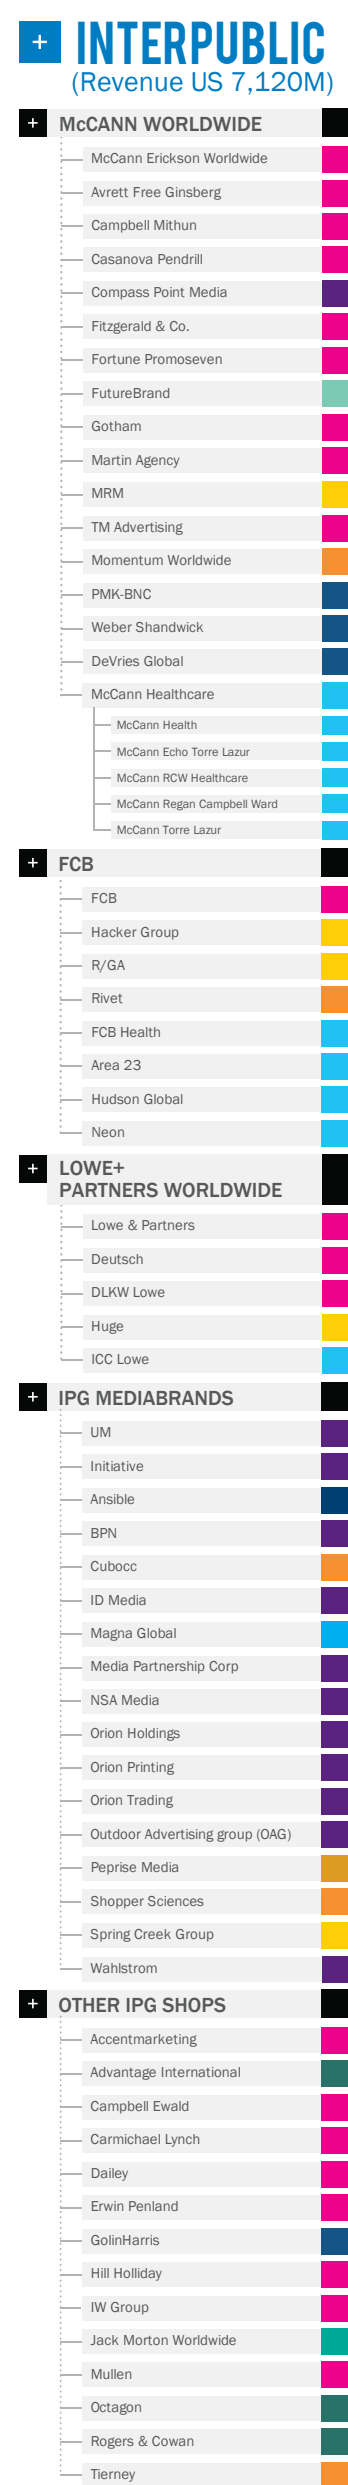 + INTERPUBLIC
(Revenue US 7,120M)
+ McCANN WORLDWIDE
McCann Erickson Worldwide
Avrett Free Ginsberg
Campbell Mithun
Casanova Pendrill
Compass Point Media
Fitzgerald & Co.
Fortune Promoseven
FutureBrand
Gotham
Martin Agency
MRM
TM Advertising
Momentum Worldwide
PMK-BNC
Weber Shandwick
DeVries Global
McCann Healthcare
McCann Health
McCann Echo Torre Lazur
McCann RCW Healthcare
McCann Regan Campbell Ward
McCann Torre Lazur
+ FCB
FCB
Hacker Group
R/GA
Rivet
FCB Health
Area 23
Hudson Global
Neon
+ LOWE+
PARTNERS WORLDWIDE
Lowe & Partners
Deutsch
DLKW Lowe
Huge
ICC Lowe
+ IPG MEDIABRANDS
UM
Initiative
Ansible
BPN
Cubocc
ID Media
Magna Global
Media Partnership Corp
NSA Media
Orion Holdings
Orion Printing
Orion Trading
Outdoor Advertising group (OAG)
Peprise Media
Shopper Sciences
Spring Creek Group
Wahlstrom
+ OTHER IPG SHOPS
Accentmarketing
Advantage International
Campbell Ewald
Carmichael Lynch
Dailey
Erwin Penland
GolinHarris
Hill Holliday
IW Group
Jack Morton Worldwide
Mullen
Octagon
Rogers & Cowan
Tierney